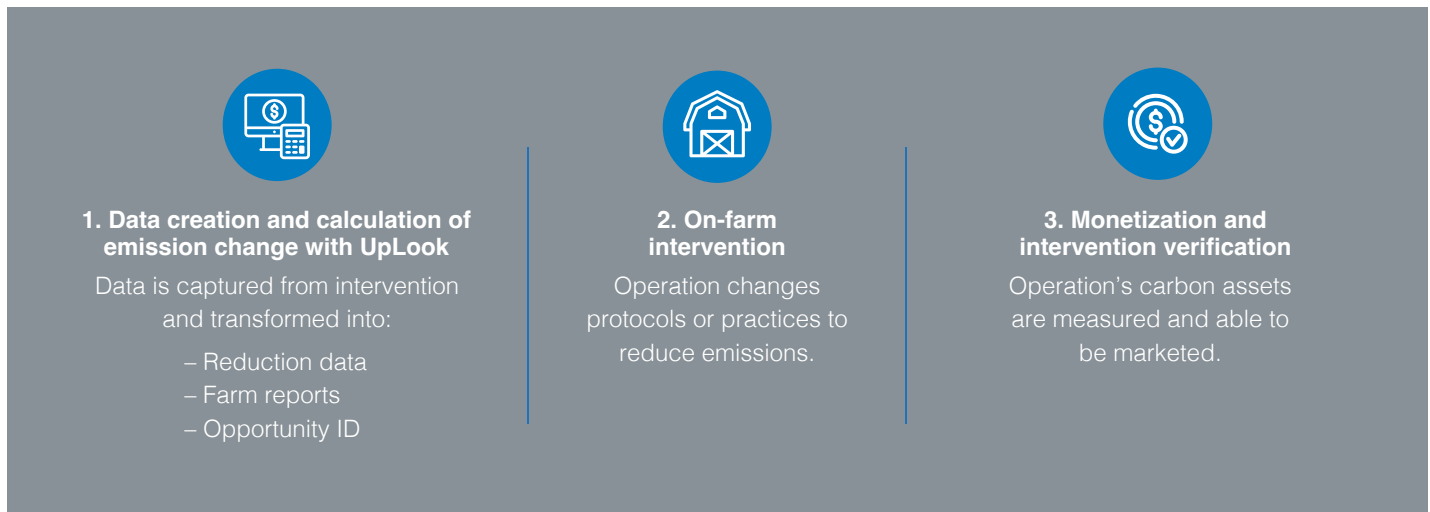 1. Data creation and calculation of
emission change with UpLook
Data is captured from intervention
and transformed into:
– Reduction data
– Farm reports
– Opportunity ID
2. On-farm
intervention
Operation changes
protocols or practices to
reduce emissions.
3. Monetization and
intervention verification
Operation’s carbon assets
are measured and able to
be marketed.